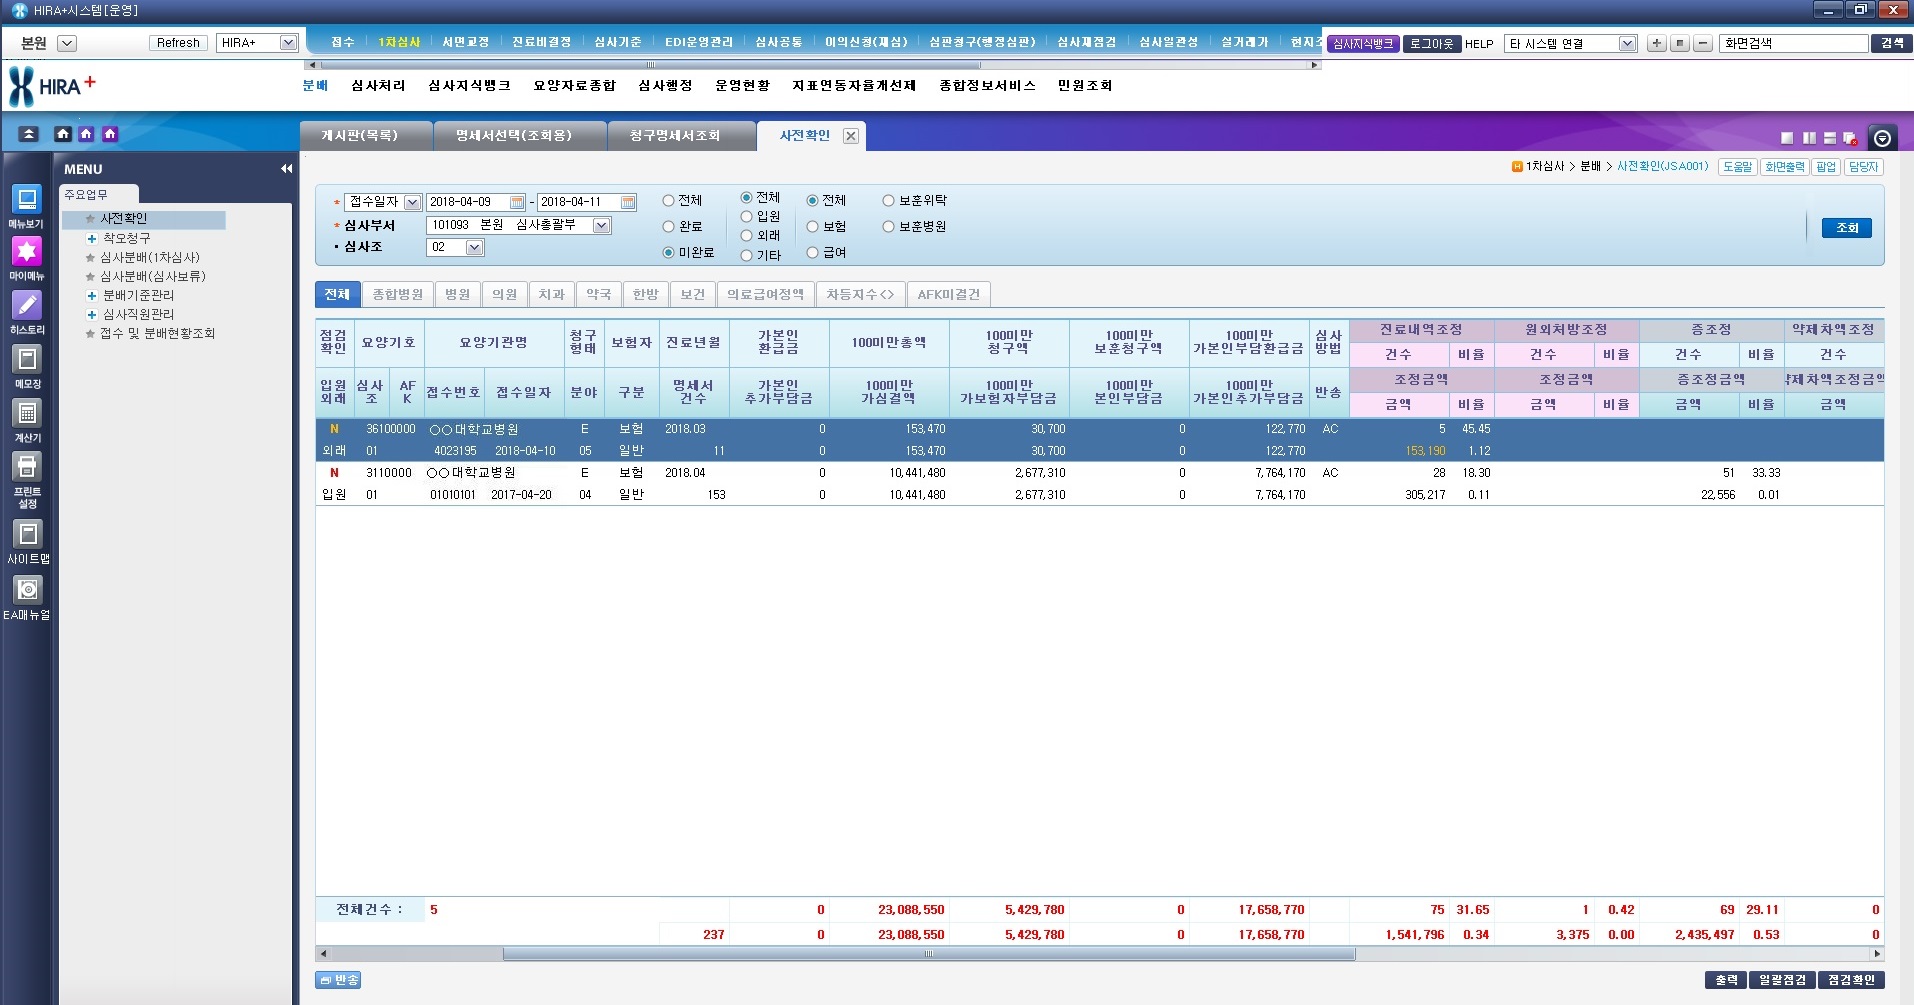 HIRA+시스템[운영]
본원 Refresh HIRA+
접수 1차심사 서면교정 진료비결정 심사기준 EDI운영관리 심사공통 이의신청(재심) 심판청구(행정심판) 심사재점검 심사일관성 실거래가 현지조
심사지식뱅크 로그아웃 HELP 타 시스템 연결 화면검색 검색
HIRA+
분배 심사처리 심사지식뱅크 요양자료종합 심사행정 운영현황 지표연동자율개선제 종합정보서비스 민원조회
게시판(목록) 명세서선택(조회용) 청구명세서조회 사전확인
메뉴보기
마이메뉴
히스토리
메모장
계산기
프린트
설정
사이트맵
EA매뉴얼
MENU
주요업무
사전확인
착오청구
심사분배(1차심사)
심사분배(심사보류)
분배기준관리
심사직원관리
접수 및 분배현황조회
H 1차심사 > 분배 > 사전확인(JSA001) 도움말 화면출력 팝업 담당자
* 접수일자 2018-04-09 - 2018-04-11
* 심사부서 101093 본원 심사총괄부
• 심사조 02
전체
완료
미완료
전체
입원
외래
기타
전체
보험
급여
보훈위탁
보훈병원
조회
전체 종합병원 병원 의원 치과 약국 한방 보건 의료급여정액 차등지수<> AFK미결건
점검확인 요양기호 요양기관명 청구형태 보험자 진료년월 가본인환급금 100미만총액 100미만청구액 100미만보훈청구액 100미만가본인부담환급금 심사방법 진료내역조정 원외처방조정 증조정 약제차액조정
건수 비율 건수 비율 건수 비율 건수
입원외래 심사조 AFK 접수번호 접수일자 분야 구분 명세서건수 가본인추가부담금 100미만가심결액 100미만가보험자부담금 100미만본인부담금 100미만가본인추가부담금 반송 조정금액 조정금액 증조정금액 약제차액조정금액
금액 비율 금액 비율 금액 비율 금액
N 36100000 ○○대학교병원 E 보험 2018.03 0 153,470 30,700 0 122,770 AC 5 45.45
외래 01 4023195 2018-04-10 05 일반 11 0 153,470 30,700 0 122,770 153,190 1.12
N 3110000 ○○대학교병원 E 보험 2018.04 0 10,441,480 2,677,310 0 7,764,170 AC 28 18.30 51 33.33
입원 01 01010101 2017-04-20 04 일반 153 0 10,441,480 2,677,310 0 7,764,170 305,217 0.11 22,556 0.01
전체건수 : 5 0 23,088,550 5,429,780 0 17,658,770 75 31.65 1 0.42 69 29.11 0
237 0 23,088,550 5,429,780 0 17,658,770 1,541,796 0.34 3,375 0.00 2,435,497 0.53 0
반송 출력 일괄점검 점검확인